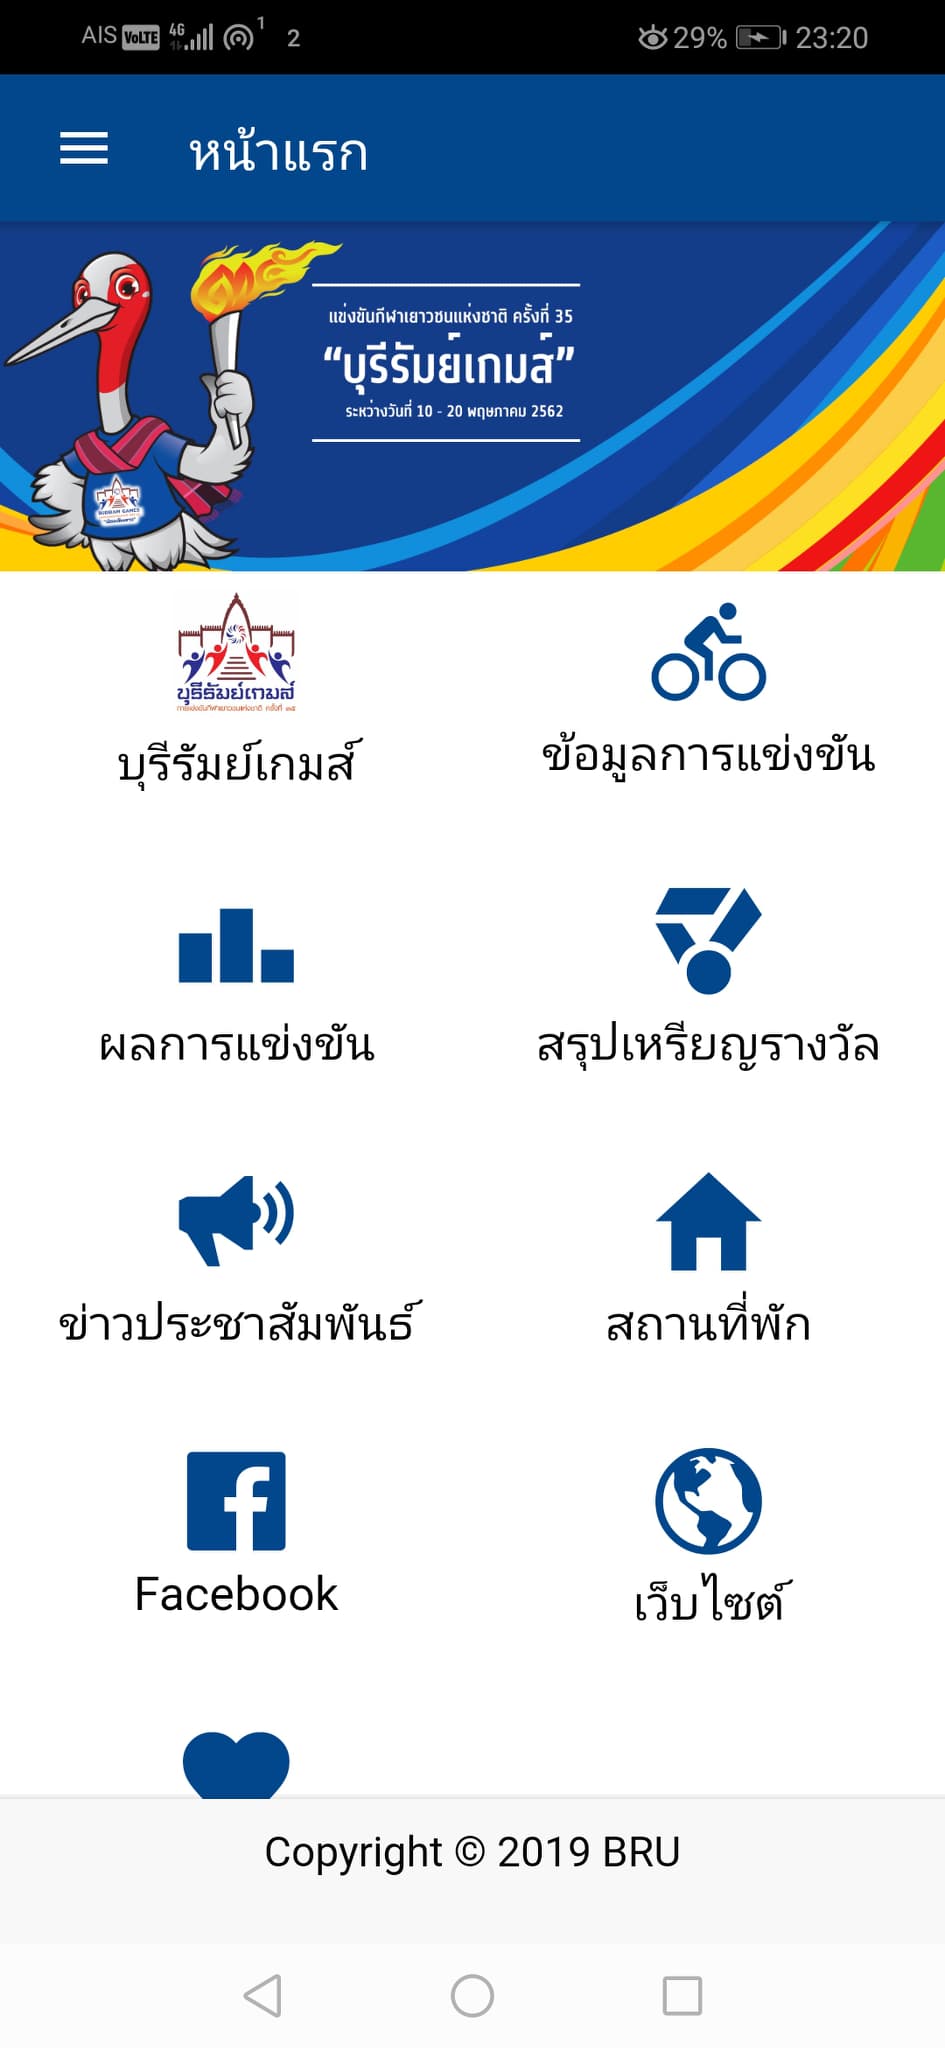 AIS VoLTE 4G 1 2 29% 23:20
หน้าแรก
แข่งขันกีฬาเยาวชนแห่งชาติ ครั้งที่ 35
“บุรีรัมย์เกมส์”
ระหว่างวันที่ 10 - 20 พฤษภาคม 2562
BURIRAM GAMES
บุรีรัมย์เกมส์
การแข่งขันกีฬาเยาวชนแห่งชาติ ครั้งที่ ๓๕
บุรีรัมย์เกมส์
ข้อมูลการแข่งขัน
ผลการแข่งขัน
สรุปเหรียญรางวัล
ข่าวประชาสัมพันธ์
สถานที่พัก
Facebook
เว็บไซต์
Copyright © 2019 BRU